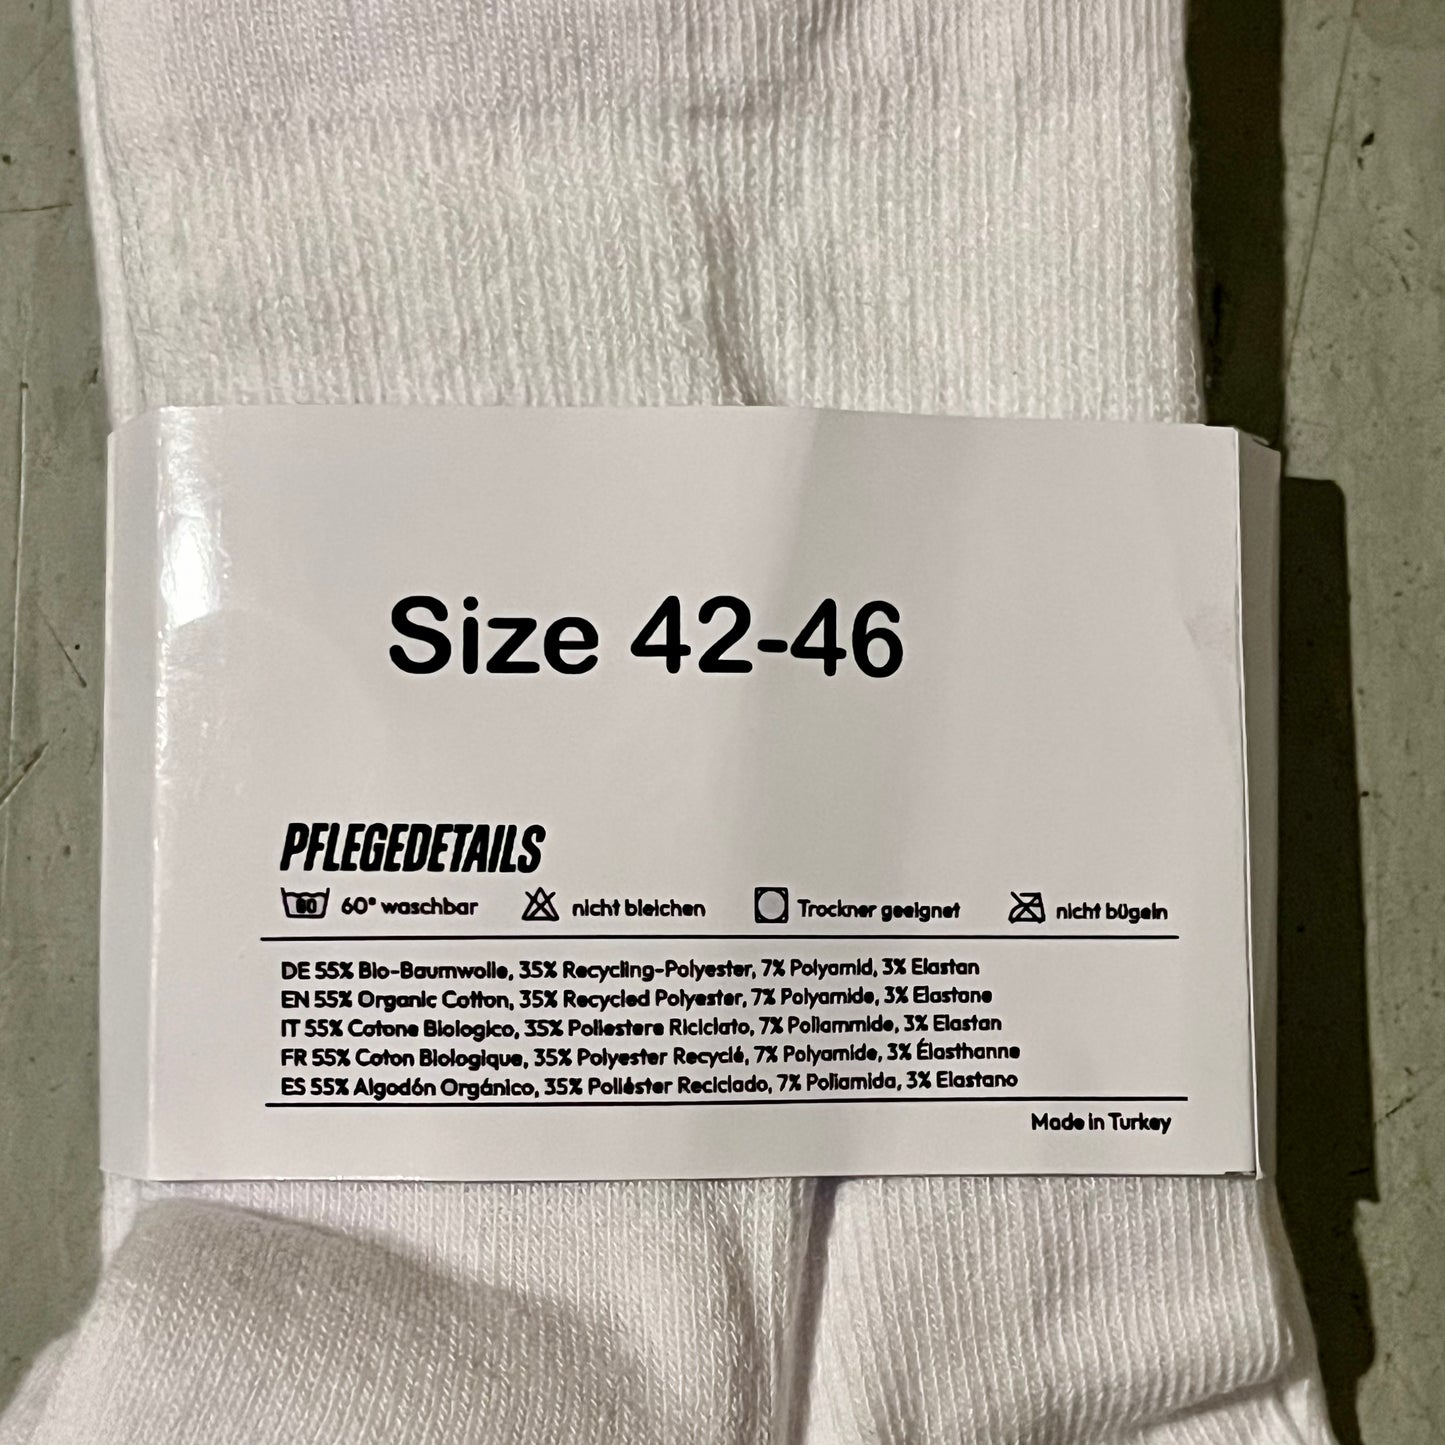 Size 42-46
PFLEGEDETAILS
60 60° waschbar nicht bleichen Trockner geeignet nicht bügeln
DE 55% Bio-Baumwolle, 35% Recycling-Polyester, 7% Polyamid, 3% Elastan
EN 55% Organic Cotton, 35% Recycled Polyester, 7% Polyamide, 3% Elastane
IT 55% Cotone Biologico, 35% Poliestere Riciclato, 7% Poliammide, 3% Elastan
FR 55% Coton Biologique, 35% Polyester Recyclé, 7% Polyamide, 3% Élasthanne
ES 55% Algodón Orgánico, 35% Poliéster Reciclado, 7% Poliamida, 3% Elastano
Made in Turkey